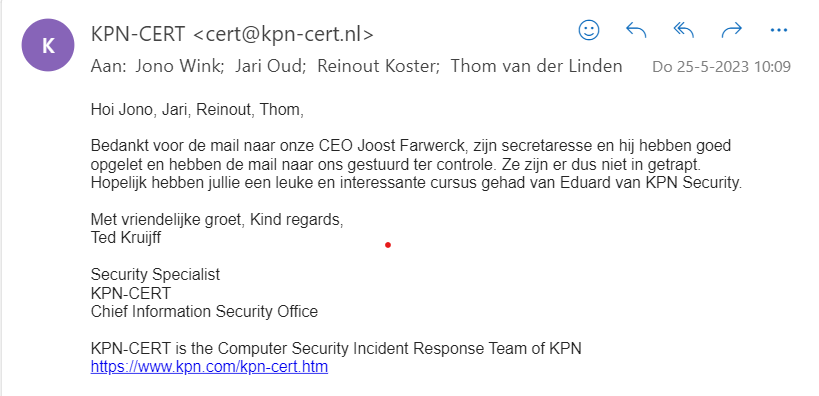 K
KPN-CERT <cert@kpn-cert.nl>
Aan: Jono Wink; Jari Oud; Reinout Koster; Thom van der Linden
Do 25-5-2023 10:09
Hoi Jono, Jari, Reinout, Thom,
Bedankt voor de mail naar onze CEO Joost Farwerck, zijn secretaresse en hij hebben goed
opgelet en hebben de mail naar ons gestuurd ter controle. Ze zijn er dus niet in getrapt.
Hopelijk hebben jullie een leuke en interessante cursus gehad van Eduard van KPN Security.
Met vriendelijke groet, Kind regards,
Ted Kruijff
Security Specialist
KPN-CERT
Chief Information Security Office
KPN-CERT is the Computer Security Incident Response Team of KPN
https://www.kpn.com/kpn-cert.htm